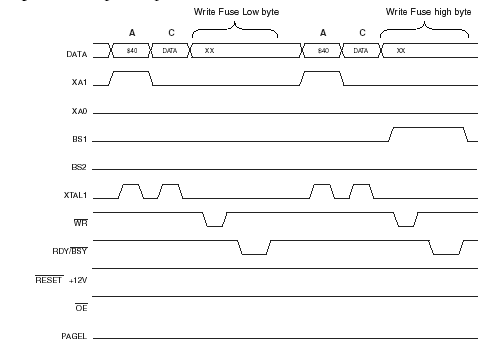 Write Fuse Low byte Write Fuse high byte
A C A C
DATA $40 DATA XX $40 DATA XX
XA1
XA0
BS1
BS2
XTAL1
WR
RDY/BSY
RESET +12V
OE
PAGEL